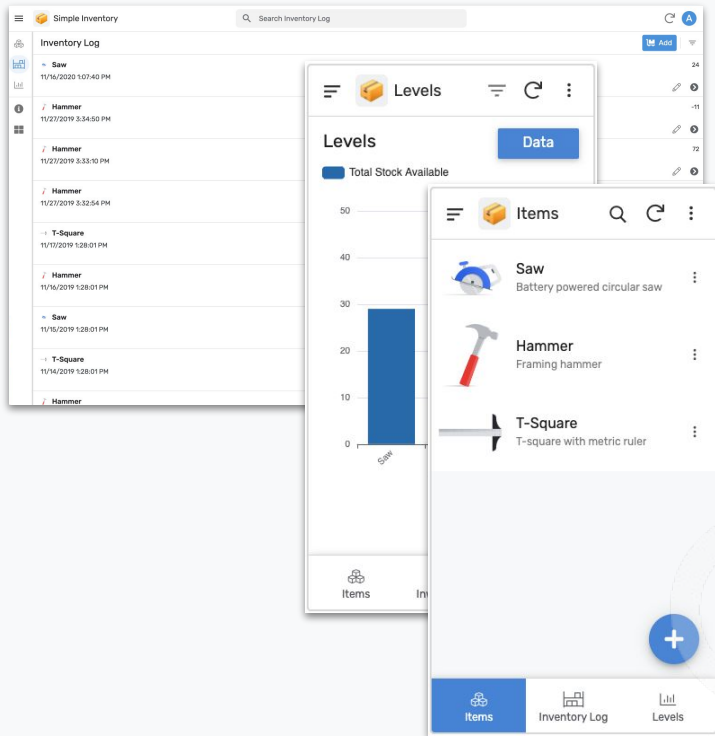 Simple Inventory
Search Inventory Log
A
Inventory Log
Add
Saw
24
11/16/2020 1:07:40 PM
Hammer
-11
11/27/2019 3:34:50 PM
Hammer
72
11/27/2019 3:33:10 PM
Hammer
11/27/2019 3:32:54 PM
T-Square
11/17/2019 1:28:01 PM
Hammer
11/16/2019 1:28:01 PM
Saw
11/15/2019 1:28:01 PM
T-Square
11/14/2019 1:28:01 PM
Hammer
Levels
Levels
Data
Total Stock Available
50
40
30
20
10
0
Saw
Items
In
Items
Saw
Battery powered circular saw
Hammer
Framing hammer
T-Square
T-square with metric ruler
Items
Inventory Log
Levels